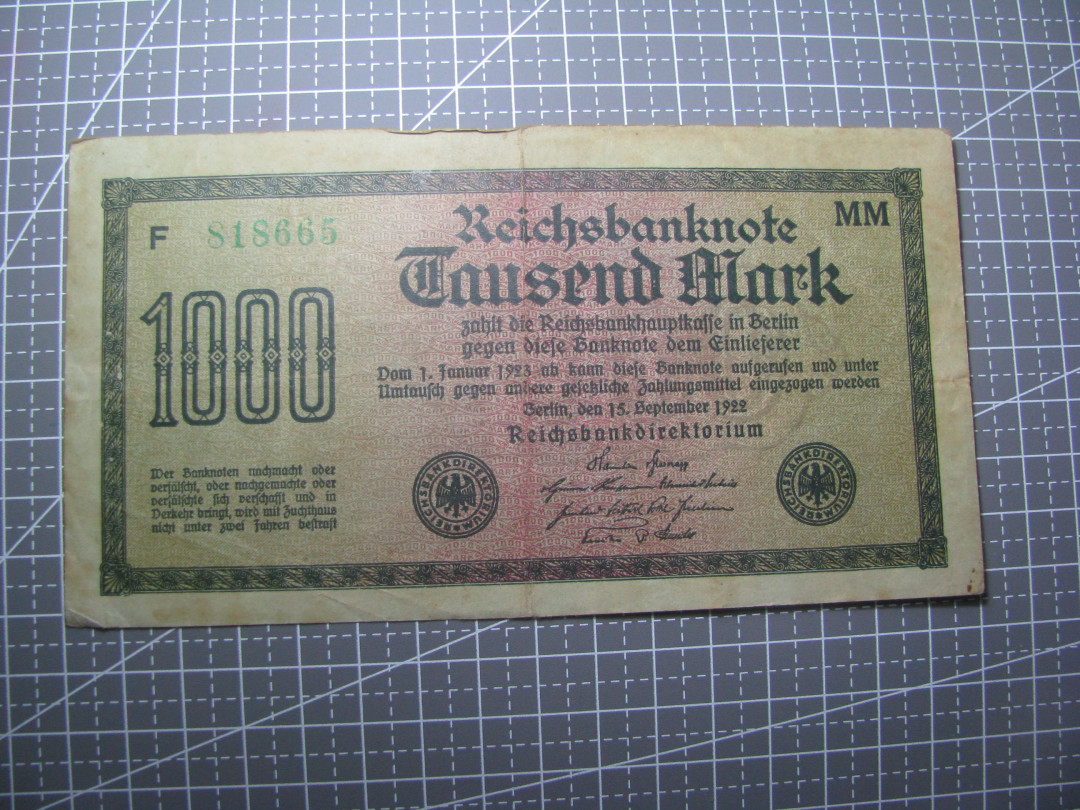 Reichsbanknote
MM
F 818665
Tausend Mark
1000
zahlt die Reichsbankhauptkasse in Berlin
gegen diese Banknote dem Einlieferer
Vom 1. Januar 1923 ab kann diese Banknote aufgerufen und unter
Umtausch gegen andere gesetzliche Zahlungsmittel eingezogen werden
Berlin, den 15. September 1922
Reichsbankdirektorium
Wer Banknoten nachmacht oder
verfälscht, oder nachgemachte oder
verfälschte sich verschafft und in
Verkehr bringt, wird mit Zuchthaus
nicht unter zwei Jahren bestraft
REICHSBANKDIREKTORIUM
REICHSBANKDIREKTORIUM